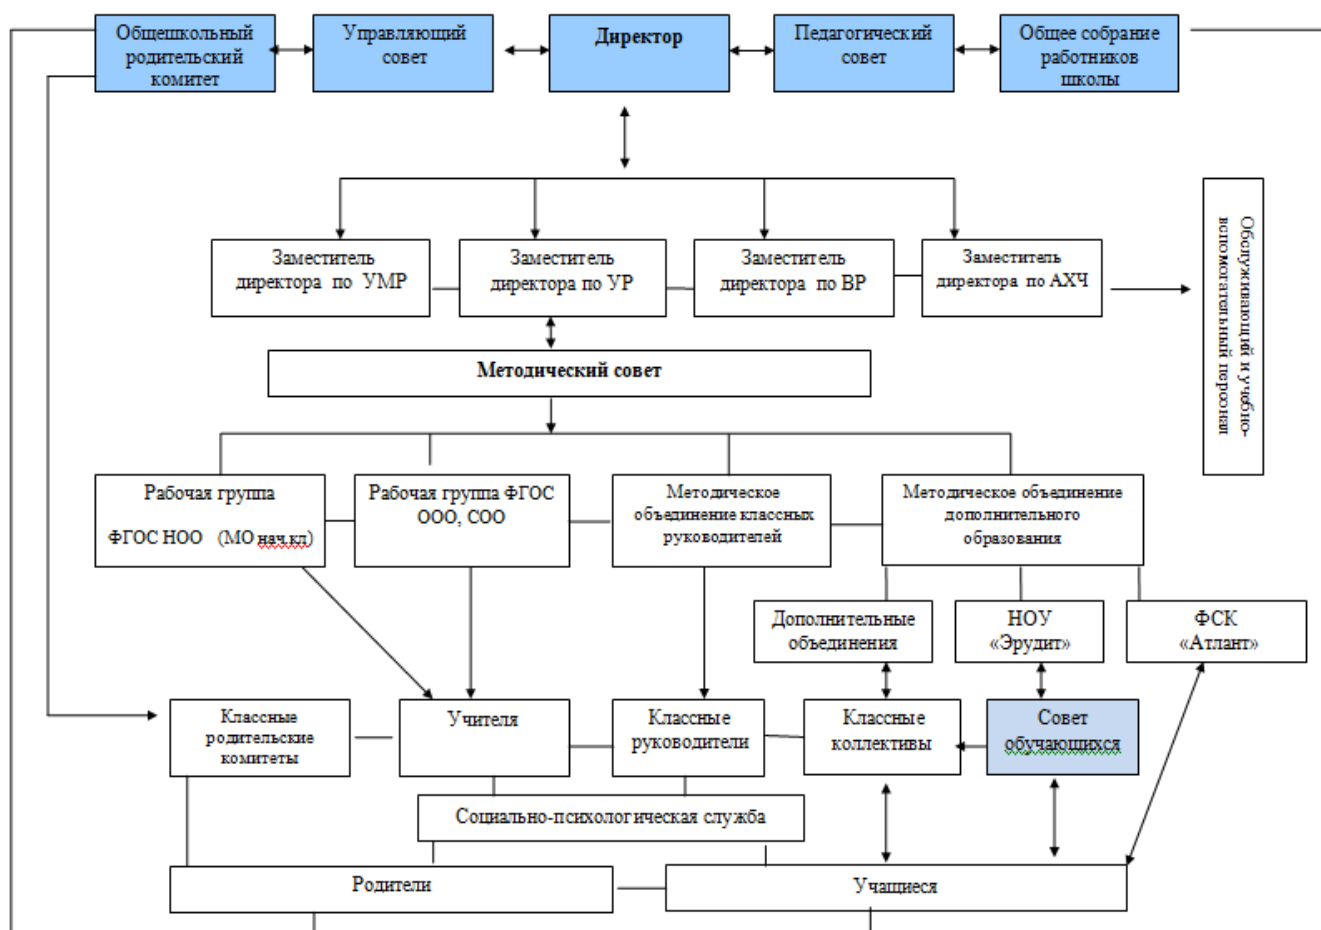 Общешкольный
родительский
комитет
Управляющий
совет
Директор
Педагогический
совет
Общее собрание
работников
школы
Заместитель
директора по УМР
Заместитель
директора по УР
Заместитель
директора по ВР
Заместитель
директора по АХЧ
Обслуживающий и учебно-
вспомогательный персонал
Методический совет
Рабочая группа
ФГОС НОО (МО нач.кл)
Рабочая группа ФГОС
ООО, СОО
Методическое
объединение классных
руководителей
Методическое объединение
дополнительного
образования
Дополнительные
объединения
НОУ
«Эрудит»
ФСК
«Атлант»
Классные
родительские
комитеты
Учителя
Классные
руководители
Классные
коллективы
Совет
обучающихся
Социально-психологическая служба
Родители
Учащиеся